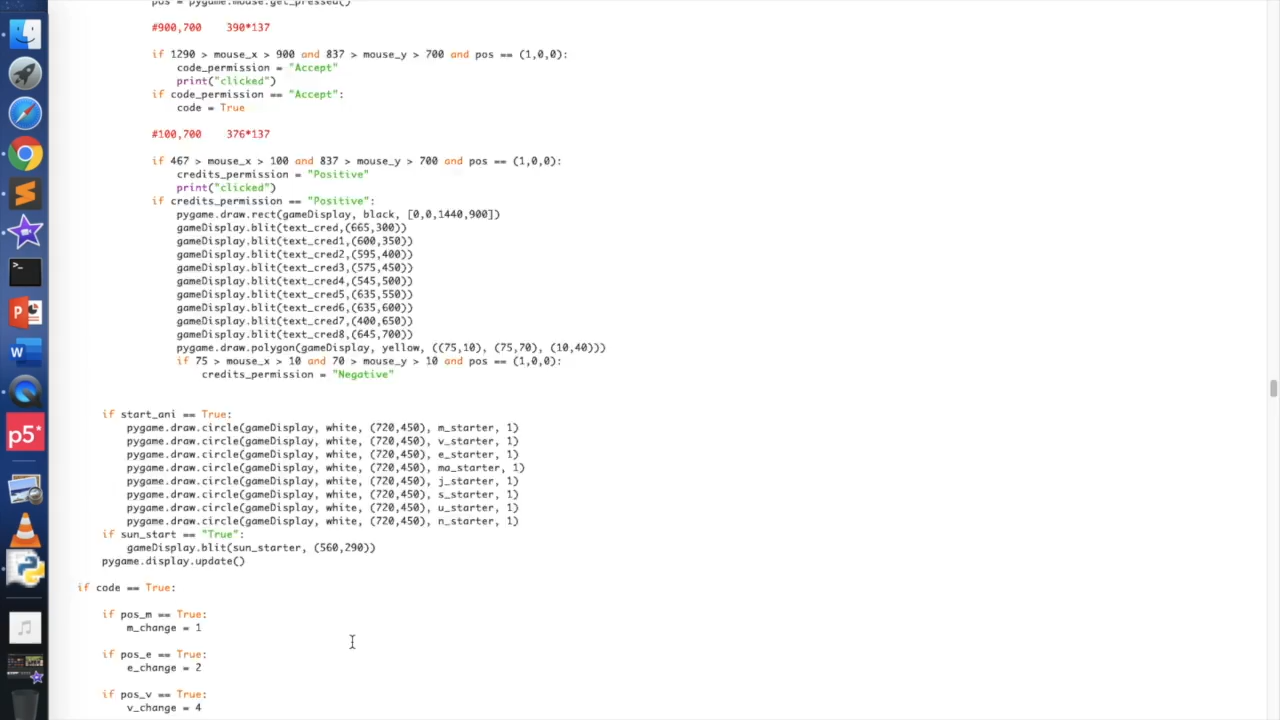 pos = pygame.mouse.get_pressed()
#900,700    390*137
if 1290 > mouse_x > 900 and 837 > mouse_y > 700 and pos == (1,0,0):
code_permission = "Accept"
print("clicked")
if code_permission == "Accept":
code = True
#100,700    376*137
if 467 > mouse_x > 100 and 837 > mouse_y > 700 and pos == (1,0,0):
credits_permission = "Positive"
print("clicked")
if credits_permission == "Positive":
pygame.draw.rect(gameDisplay, black, [0,0,1440,900])
gameDisplay.blit(text_cred,(665,300))
gameDisplay.blit(text_cred1,(600,350))
gameDisplay.blit(text_cred2,(595,400))
gameDisplay.blit(text_cred3,(575,450))
gameDisplay.blit(text_cred4,(545,500))
gameDisplay.blit(text_cred5,(635,550))
gameDisplay.blit(text_cred6,(635,600))
gameDisplay.blit(text_cred7,(400,650))
gameDisplay.blit(text_cred8,(645,700))
pygame.draw.polygon(gameDisplay, yellow, ((75,10), (75,70), (10,40)))
if 75 > mouse_x > 10 and 70 > mouse_y > 10 and pos == (1,0,0):
credits_permission = "Negative"
if start_ani == True:
pygame.draw.circle(gameDisplay, white, (720,450), m_starter, 1)
pygame.draw.circle(gameDisplay, white, (720,450), v_starter, 1)
pygame.draw.circle(gameDisplay, white, (720,450), e_starter, 1)
pygame.draw.circle(gameDisplay, white, (720,450), ma_starter, 1)
pygame.draw.circle(gameDisplay, white, (720,450), j_starter, 1)
pygame.draw.circle(gameDisplay, white, (720,450), s_starter, 1)
pygame.draw.circle(gameDisplay, white, (720,450), u_starter, 1)
pygame.draw.circle(gameDisplay, white, (720,450), n_starter, 1)
if sun_start == "True":
gameDisplay.blit(sun_starter, (560,290))
pygame.display.update()
if code == True:
if pos_m == True:
m_change = 1
if pos_e == True:
e_change = 2
if pos_v == True:
v_change = 4
>_
P
W
p5*